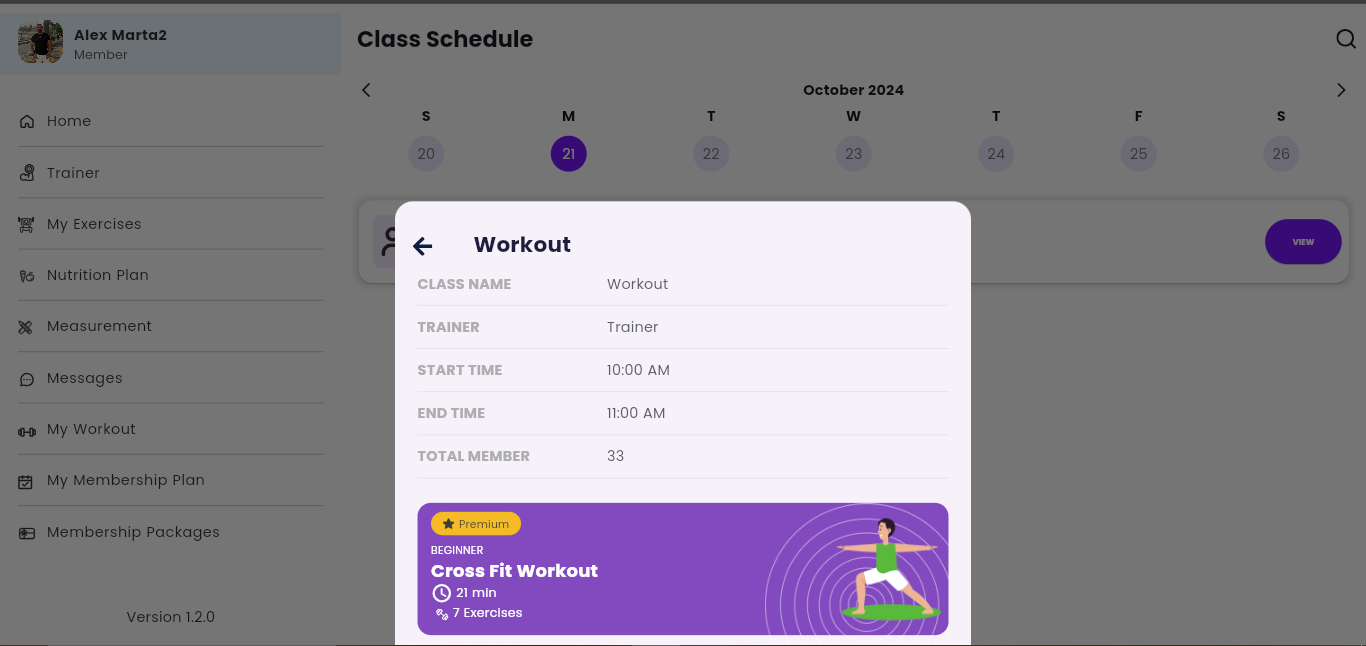 Alex Marta2
Member
Home
Trainer
My Exercises
Nutrition Plan
Measurement
Messages
My Workout
My Membership Plan
Membership Packages
Version 1.2.0
Class Schedule
October 2024
S M T W T F S
20 21 22 23 24 25 26
VIEW
Workout
CLASS NAME Workout
TRAINER Trainer
START TIME 10:00 AM
END TIME 11:00 AM
TOTAL MEMBER 33
Premium
BEGINNER
Cross Fit Workout
21 min
7 Exercises